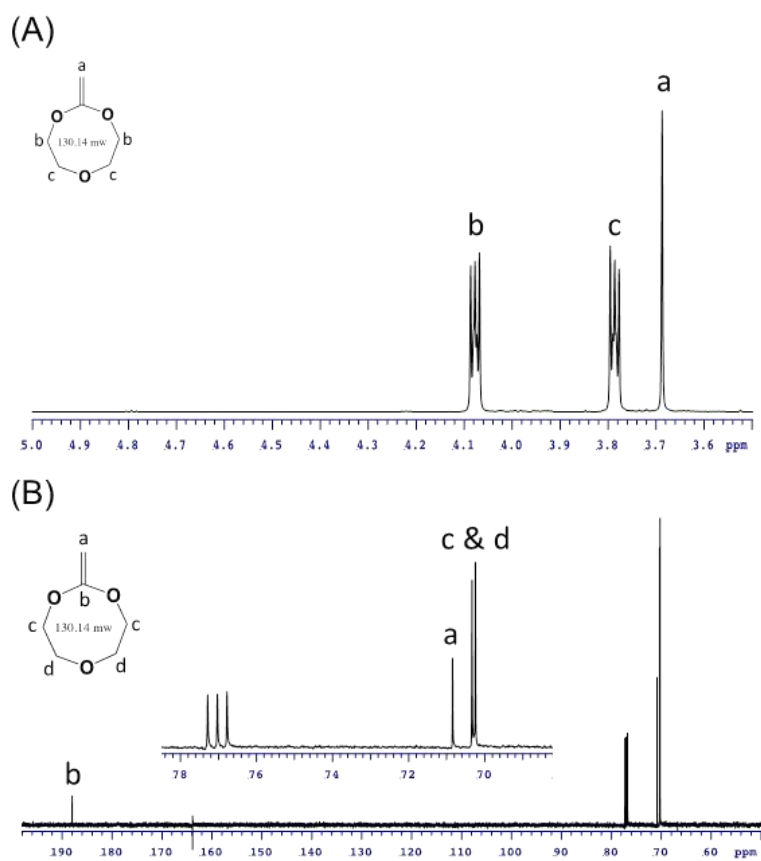 (A)
a
O O
b 130.14 mw b
c O c
b c a
5.0 4.9 4.8 4.7 4.6 4.5 4.4 4.3 4.2 4.1 4.0 3.9 3.8 3.7 3.6 ppm
(B)
a
O b O
c 130.14 mw c
d O d
c & d
a
78 76 74 72 70
b
190 180 170 160 150 140 130 120 110 100 90 80 70 60 ppm